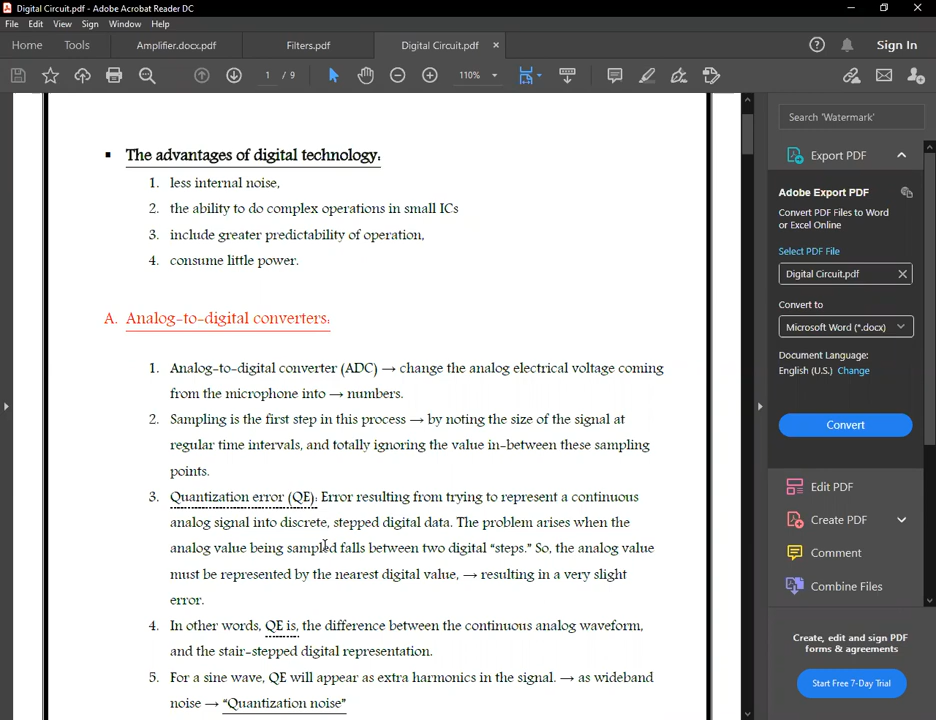 Digital Circuit.pdf - Adobe Acrobat Reader DC
File Edit View Sign Window Help
Home Tools Amplifier.docx.pdf Filters.pdf Digital Circuit.pdf × Sign In
1 / 9 110%
▪ The advantages of digital technology:
1. less internal noise,
2. the ability to do complex operations in small ICs
3. include greater predictability of operation,
4. consume little power.
A. Analog-to-digital converters:
1. Analog-to-digital converter (ADC) → change the analog electrical voltage coming
from the microphone into → numbers.
2. Sampling is the first step in this process → by noting the size of the signal at
regular time intervals, and totally ignoring the value in-between these sampling
points.
3. Quantization error (QE): Error resulting from trying to represent a continuous
analog signal into discrete, stepped digital data. The problem arises when the
analog value being sampled falls between two digital “steps.” So, the analog value
must be represented by the nearest digital value, → resulting in a very slight
error.
4. In other words, QE is, the difference between the continuous analog waveform,
and the stair-stepped digital representation.
5. For a sine wave, QE will appear as extra harmonics in the signal. → as wideband
noise → “Quantization noise”
Search 'Watermark'
Export PDF
Adobe Export PDF
Convert PDF Files to Word
or Excel Online
Select PDF File
Digital Circuit.pdf
Convert to
Microsoft Word (*.docx)
Document Language:
English (U.S.) Change
Convert
Edit PDF
Create PDF
Comment
Combine Files
Create, edit and sign PDF
forms & agreements
Start Free 7-Day Trial